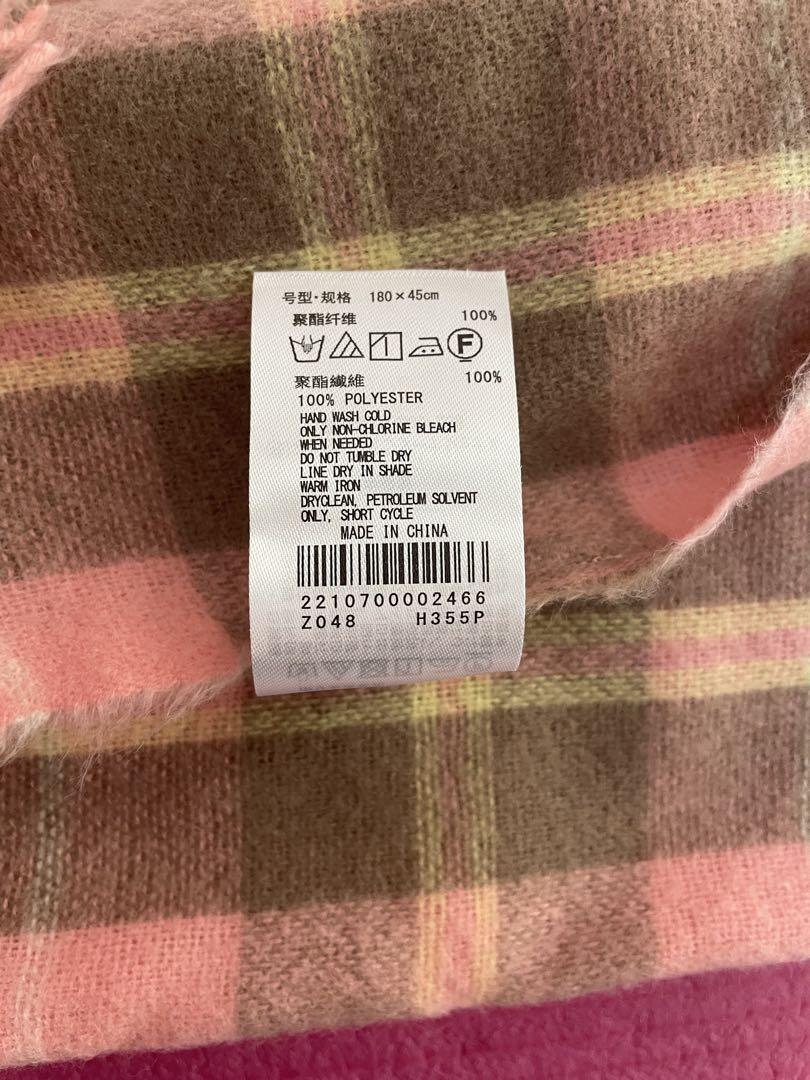 号型·规格 180×45cm
聚酯纤维 100%
F
聚酯纖維 100%
100% POLYESTER
HAND WASH COLD
ONLY NON-CHLORINE BLEACH
WHEN NEEDED
DO NOT TUMBLE DRY
LINE DRY IN SHADE
WARM IRON
DRYCLEAN, PETROLEUM SOLVENT
ONLY, SHORT CYCLE
MADE IN CHINA
2210700002466
Z048 H355P